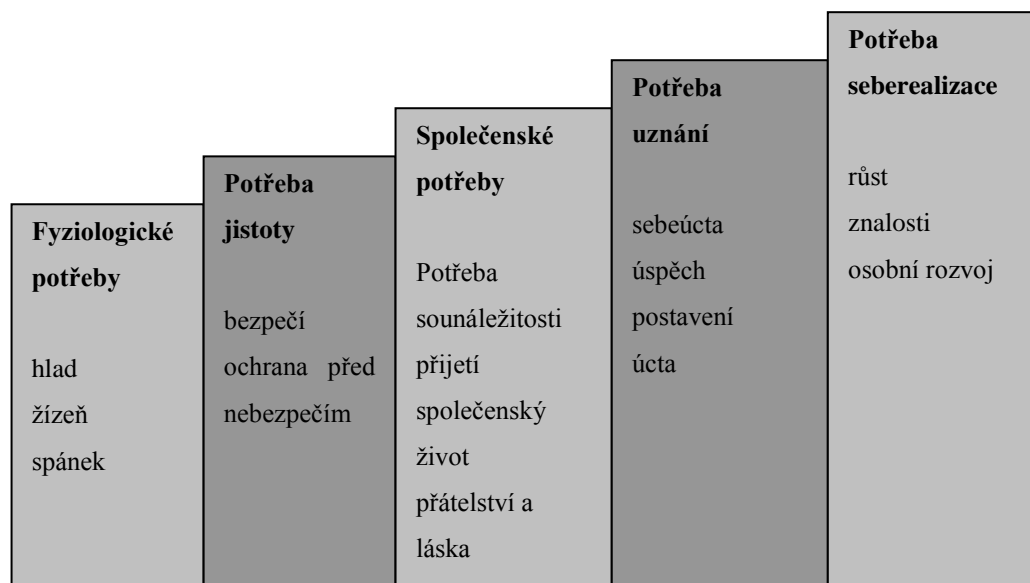 Fyziologické
potřeby
hlad
žízeň
spánek
Potřeba
jistoty
bezpečí
ochrana před
nebezpečím
Společenské
potřeby
Potřeba
sounáležitosti
přijetí
společenský
život
přátelství a
láska
Potřeba
uznání
sebeúcta
úspěch
postavení
úcta
Potřeba
seberealizace
růst
znalosti
osobní rozvoj